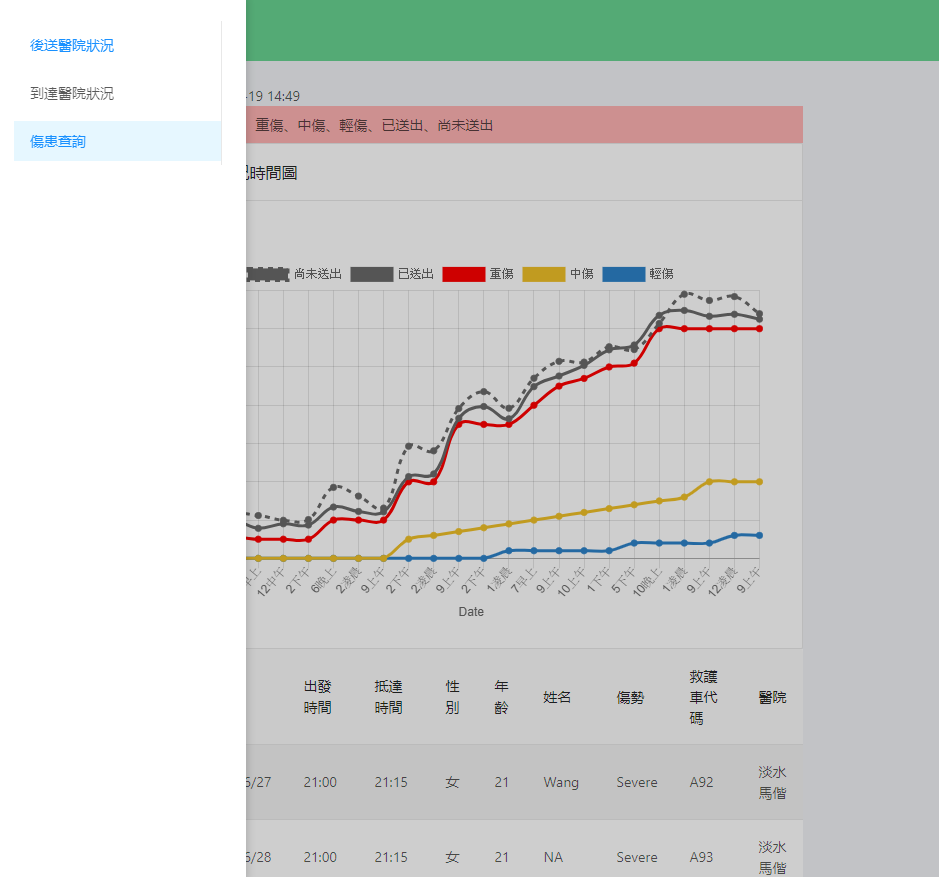 後送醫院狀況
到達醫院狀況
傷患查詢
-19 14:49
重傷、中傷、輕傷、已送出、尚未送出
時間圖
尚未送出 已送出 重傷 中傷 輕傷
早上 12中午 2下午 6晚上 2凌晨 9上午 2下午 2凌晨 9上午 2下午 1凌晨 7早上 9上午 10上午 1下午 5下午 10晚上 1凌晨 9上午 12凌晨 9上午
Date
出發時間 抵達時間 性別 年齡 姓名 傷勢 救護車代碼 醫院
/27 21:00 21:15 女 21 Wang Severe A92 淡水馬偕
/28 21:00 21:15 女 21 NA Severe A93 淡水馬偕